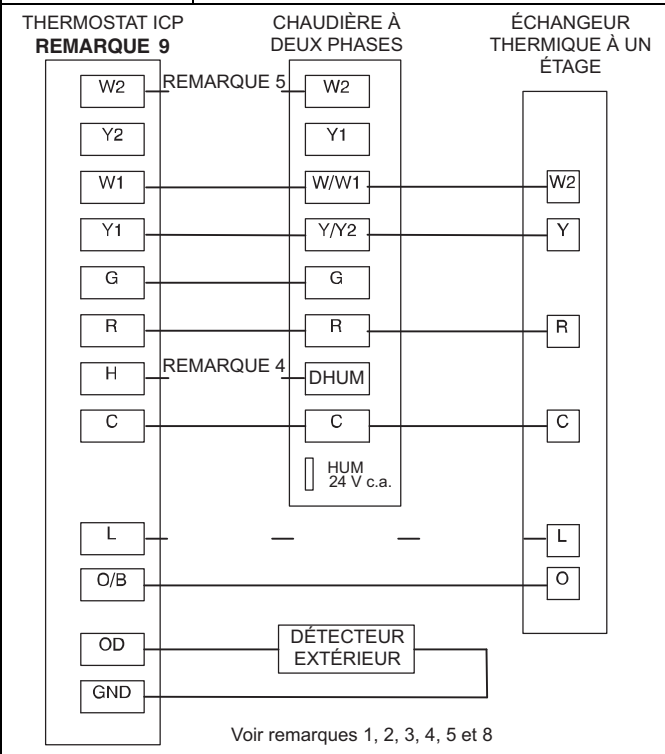 THERMOSTAT ICP
REMARQUE 9
CHAUDIÈRE À
DEUX PHASES
ÉCHANGEUR
THERMIQUE À UN
ÉTAGE
W2 REMARQUE 5 W2
Y2 Y1
W1 W/W1 W2
Y1 Y/Y2 Y
G G
R R R
H REMARQUE 4 DHUM
C C C
HUM
24 V c.a.
L L
O/B O
OD DÉTECTEUR
EXTÉRIEUR
GND
Voir remarques 1, 2, 3, 4, 5 et 8